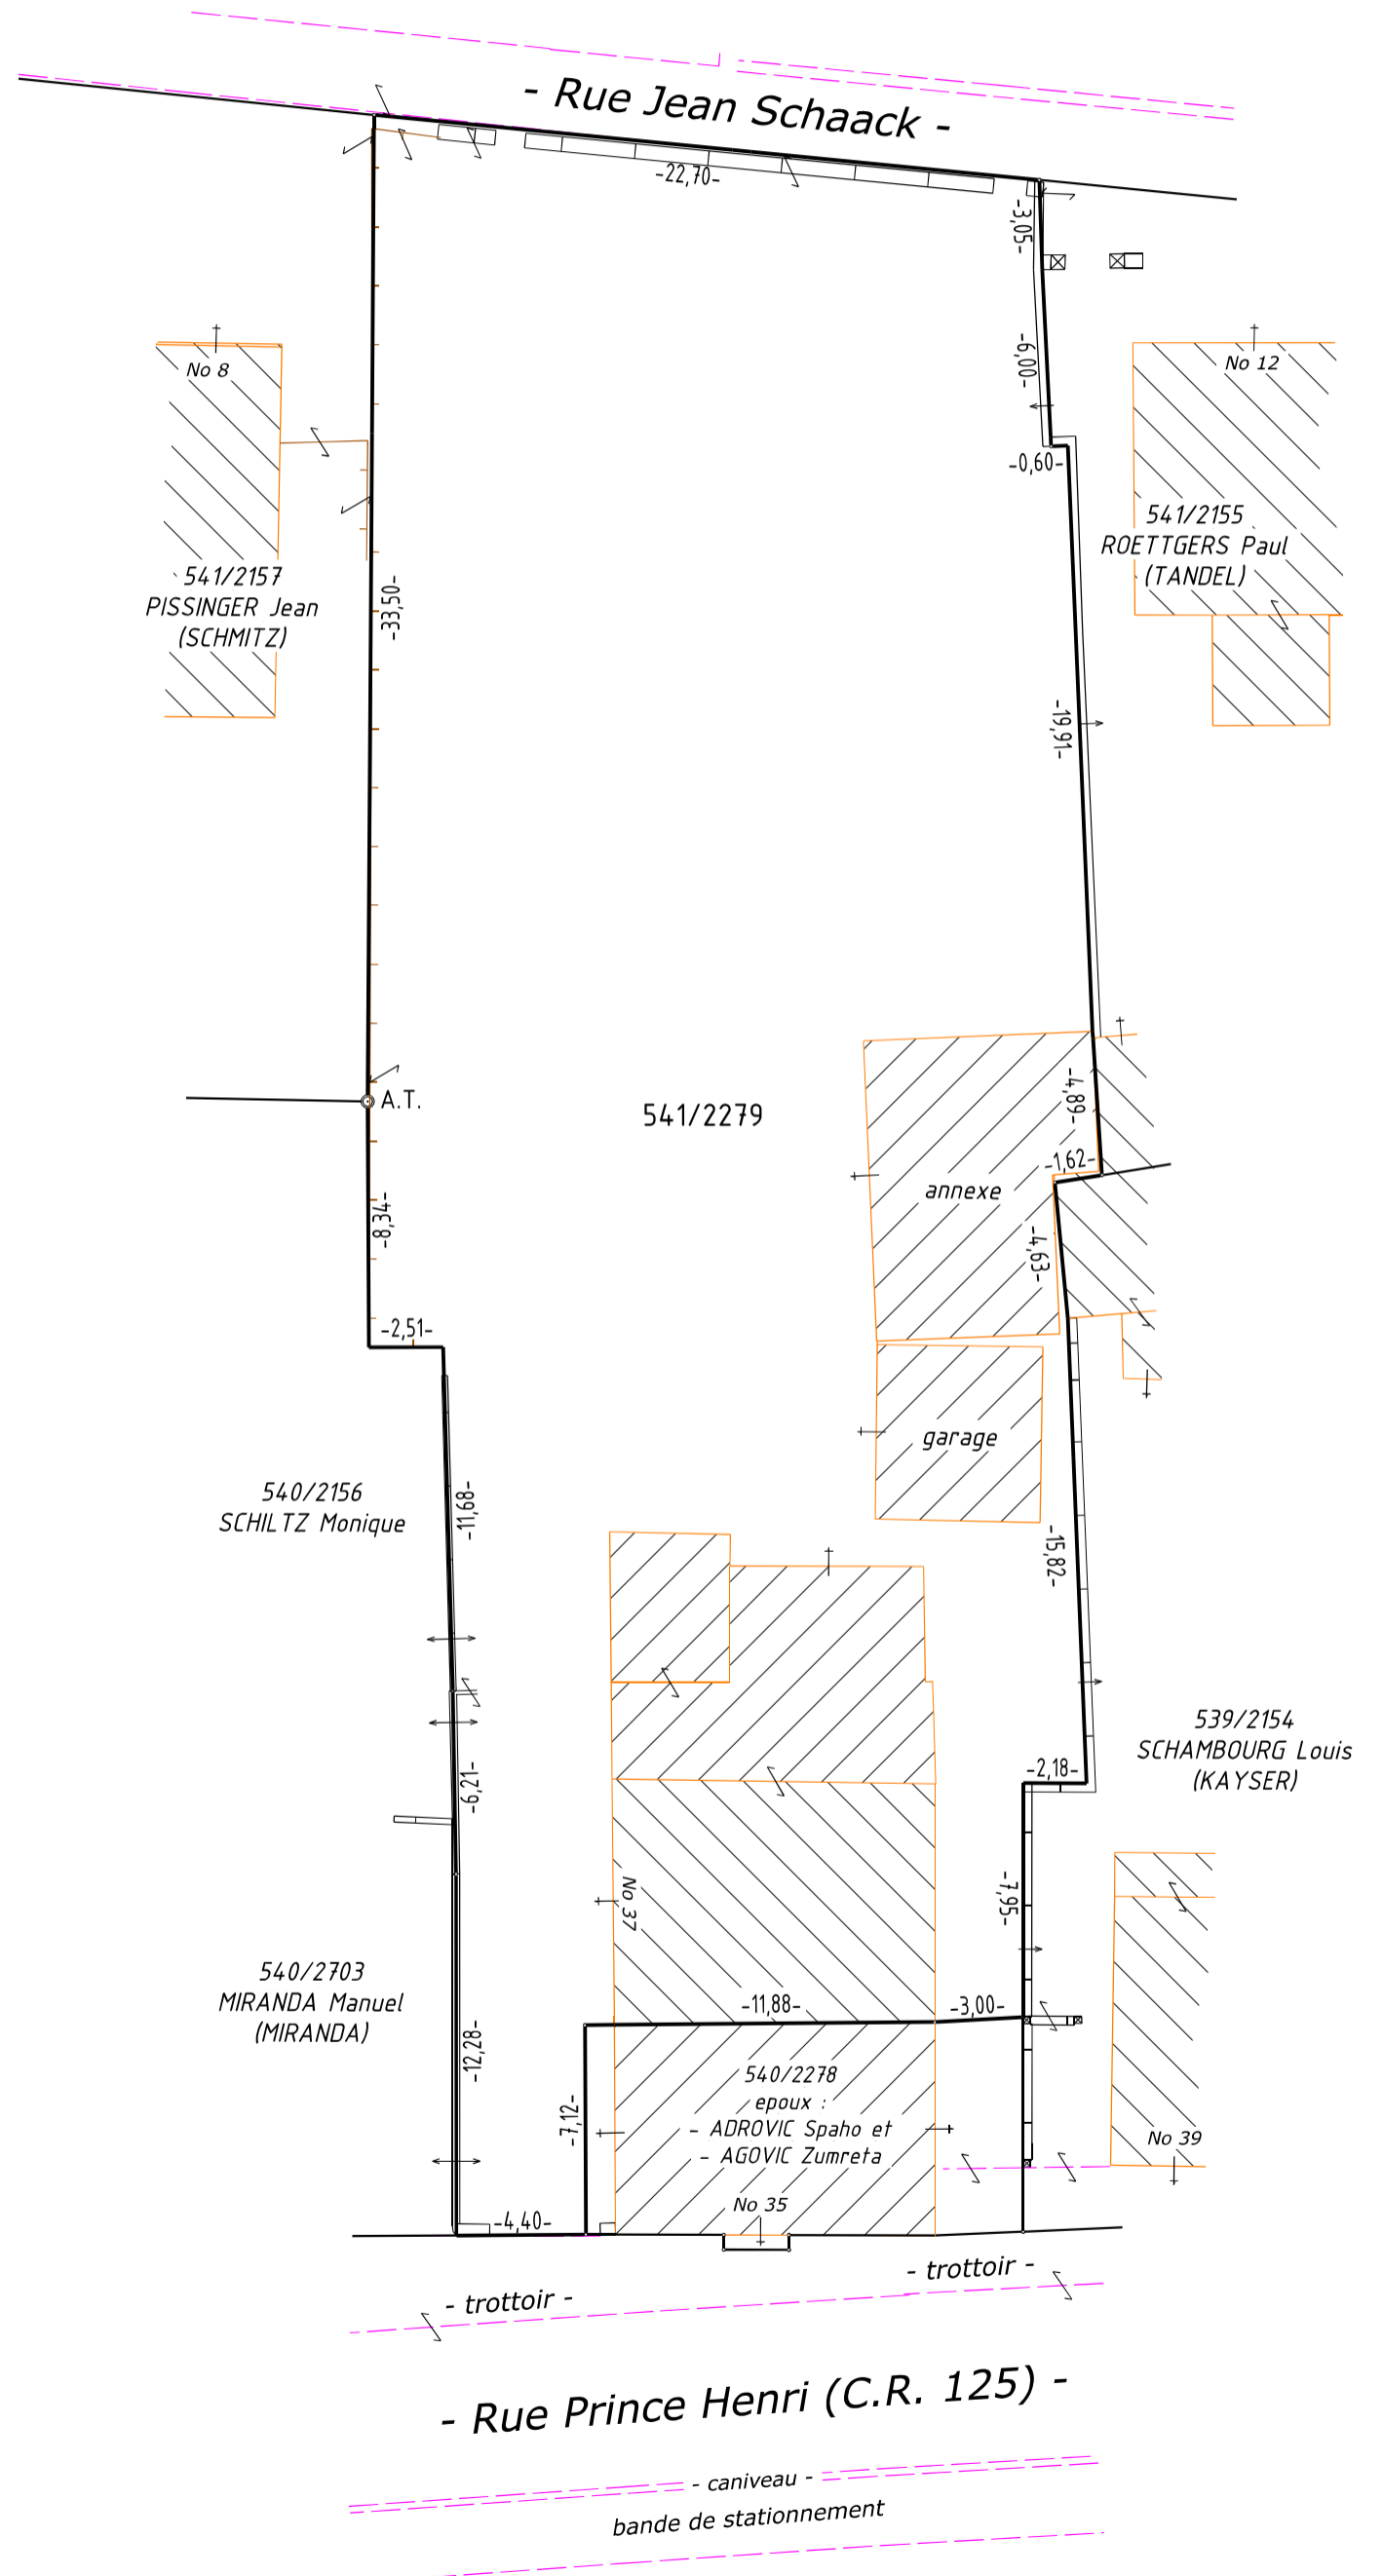 - Rue Jean Schaack -
-22,70-
-3,05-
No 8
No 12
-6,00-
-0,60-
541/2155
ROETTGERS Paul
(TANDEL)
541/2157
PISSINGER Jean
(SCHMITZ)
-33,50-
-19,91-
A.T.
541/2279
-4,89-
-1,62-
annexe
-8,34-
-4,63-
-2,51-
garage
540/2156
SCHILTZ Monique
-11,68-
-15,82-
539/2154
SCHAMBOURG Louis
(KAYSER)
-2,18-
-6,21-
No 37
-7,95-
540/2703
MIRANDA Manuel
(MIRANDA)
-11,88-
-3,00-
-12,28-
540/2278
epoux :
- ADROVIC Spaho et
- AGOVIC Zumreta
-7,12-
No 39
No 35
-4,40-
- trottoir -
- trottoir -
- Rue Prince Henri (C.R. 125) -
- caniveau -
bande de stationnement